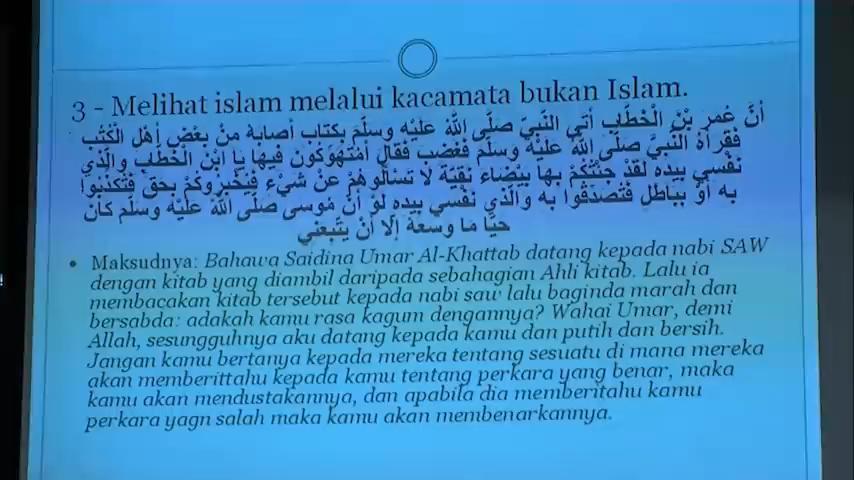 3 - Melihat islam melalui kacamata bukan Islam.
أنَّ عُمرَ بْنَ الْخَطَّابِ أَتَى النَّبِيَّ صَلَّى اللَّهُ عَلَيْهِ وَسَلَّمَ بِكِتَابٍ أَصَابَهُ مِنْ بَعْضِ أَهْلِ الْكُتُبِ
فَقَرَأَهُ النَّبِيُّ صَلَّى اللَّهُ عَلَيْهِ وَسَلَّمَ فَغَضِبَ فَقَالَ أَمُتَهَوِّكُونَ فِيهَا يَا ابْنَ الْخَطَّابِ وَالَّذِي
نَفْسِي بِيَدِهِ لَقَدْ جِئْتُكُمْ بِهَا بَيْضَاءَ نَقِيَّةً لَا تَسْأَلُوهُمْ عَنْ شَيْءٍ فَيُخْبِرُوكُمْ بِحَقٍّ فَتُكَذِّبُوا
بِهِ أَوْ بِبَاطِلٍ فَتُصَدِّقُوا بِهِ وَالَّذِي نَفْسِي بِيَدِهِ لَوْ أَنَّ مُوسَى صَلَّى اللَّهُ عَلَيْهِ وَسَلَّمَ كَانَ
حَيًّا مَا وَسِعَهُ إِلَّا أَنْ يَتَّبِعَنِي
• Maksudnya: Bahawa Saidina Umar Al-Khattab datang kepada nabi SAW
dengan kitab yang diambil daripada sebahagian Ahli kitab. Lalu ia
membacakan kitab tersebut kepada nabi saw lalu baginda marah dan
bersabda: adakah kamu rasa kagum dengannya? Wahai Umar, demi
Allah, sesungguhnya aku datang kepada kamu dan putih dan bersih.
Jangan kamu bertanya kepada mereka tentang sesuatu di mana mereka
akan memberittahu kepada kamu tentang perkara yang benar, maka
kamu akan mendustakannya, dan apabila dia memberitahu kamu
perkara yagn salah maka kamu akan membenarkannya.